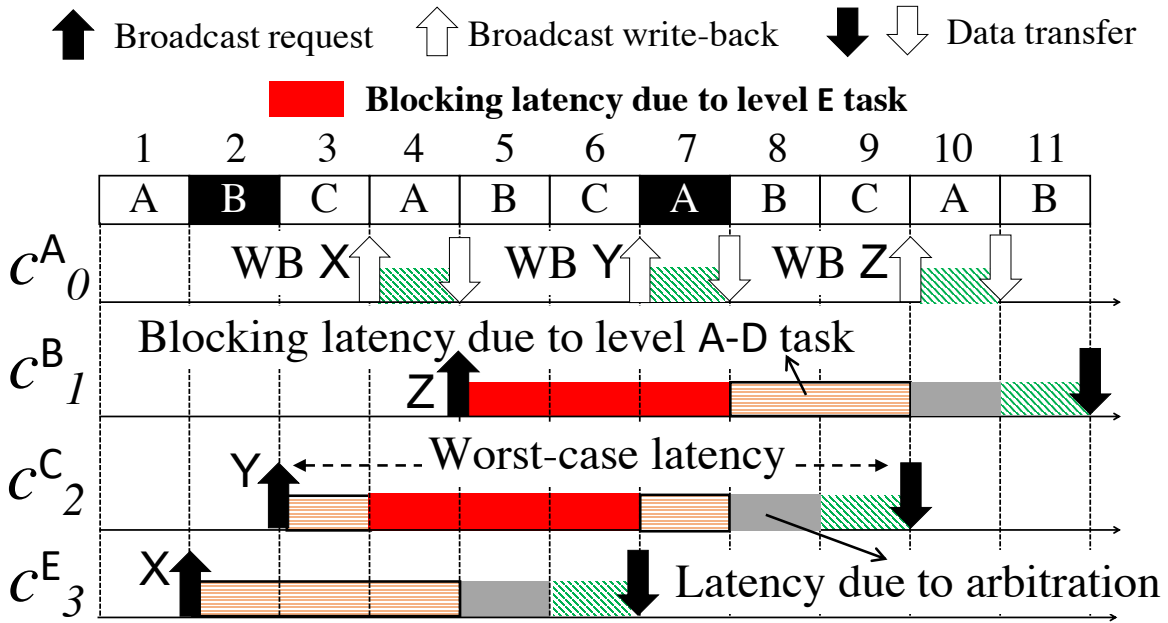 Broadcast request Broadcast write-back Data transfer
Blocking latency due to level E task
1 2 3 4 5 6 7 8 9 10 11
A B C A B C A B C A B
c^A_0 WB X WB Y WB Z
Blocking latency due to level A-D task
c^B_1 Z
c^C_2 Y Worst-case latency
c^E_3 X Latency due to arbitration